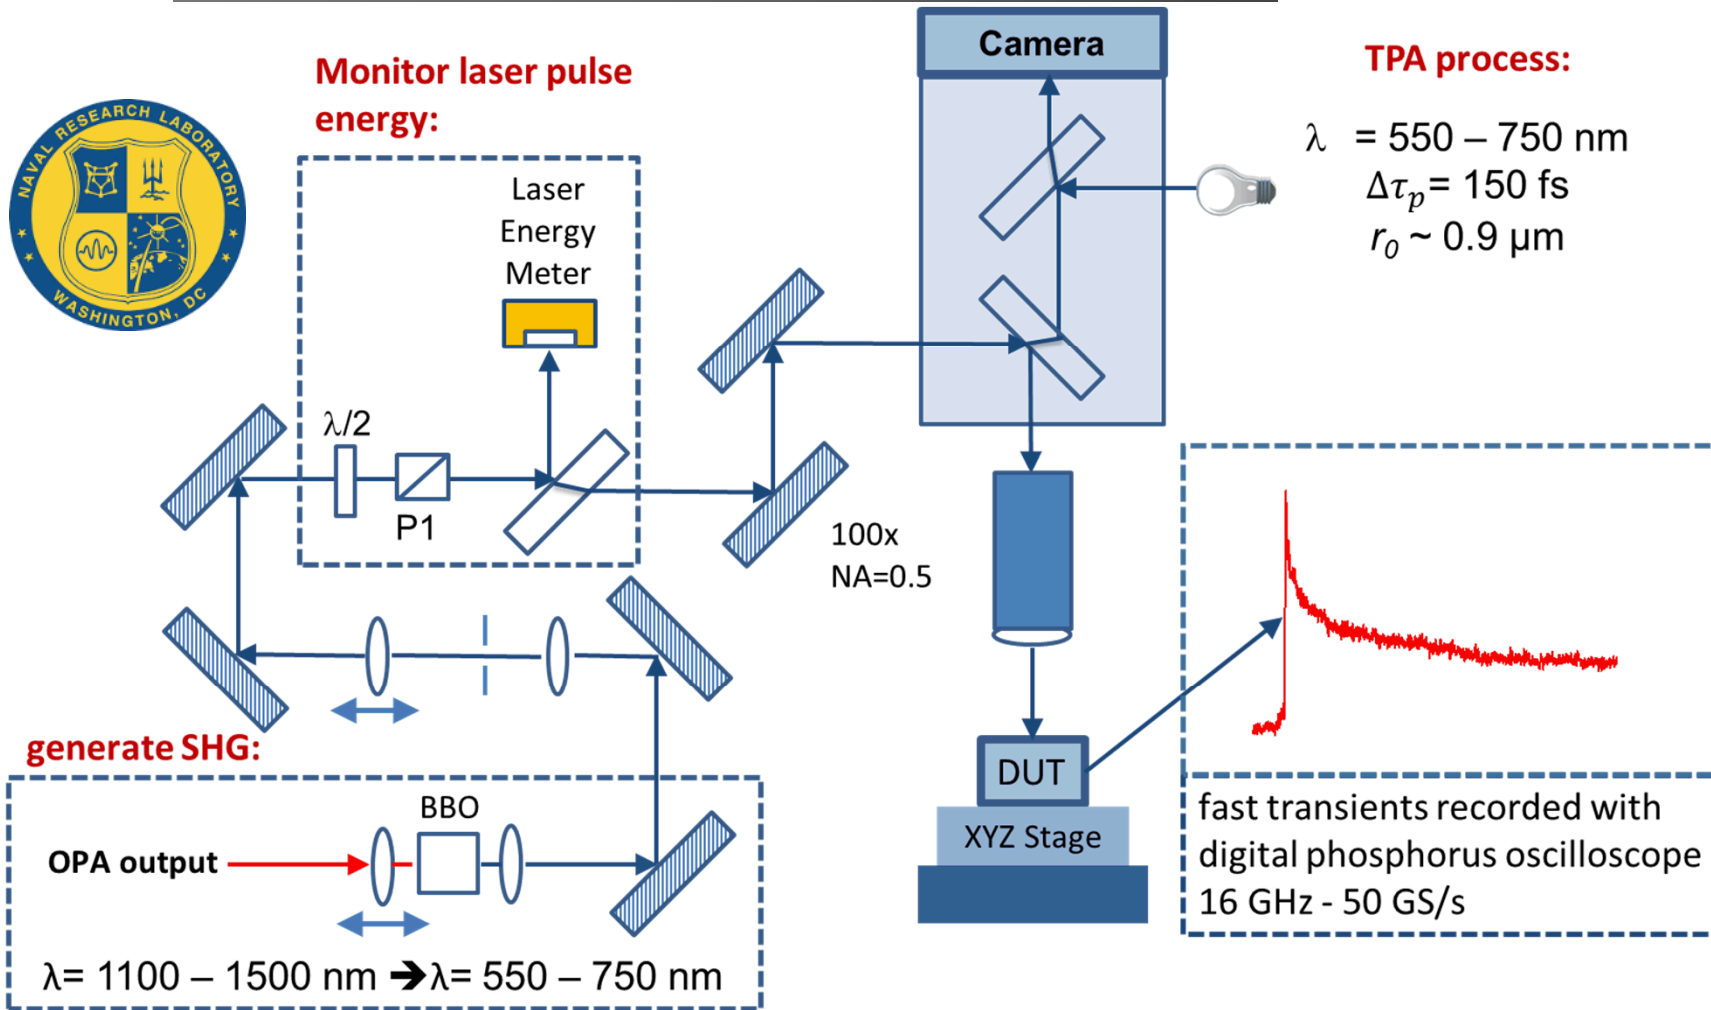 Camera
TPA process:
λ = 550 – 750 nm
Δτp = 150 fs
r0 ~ 0.9 µm
Monitor laser pulse
energy:
NAVAL RESEARCH LABORATORY
WASHINGTON, DC
Laser
Energy
Meter
λ/2
P1
100x
NA=0.5
generate SHG:
BBO
OPA output
λ= 1100 – 1500 nm ➔λ= 550 – 750 nm
DUT
XYZ Stage
fast transients recorded with
digital phosphorus oscilloscope
16 GHz - 50 GS/s